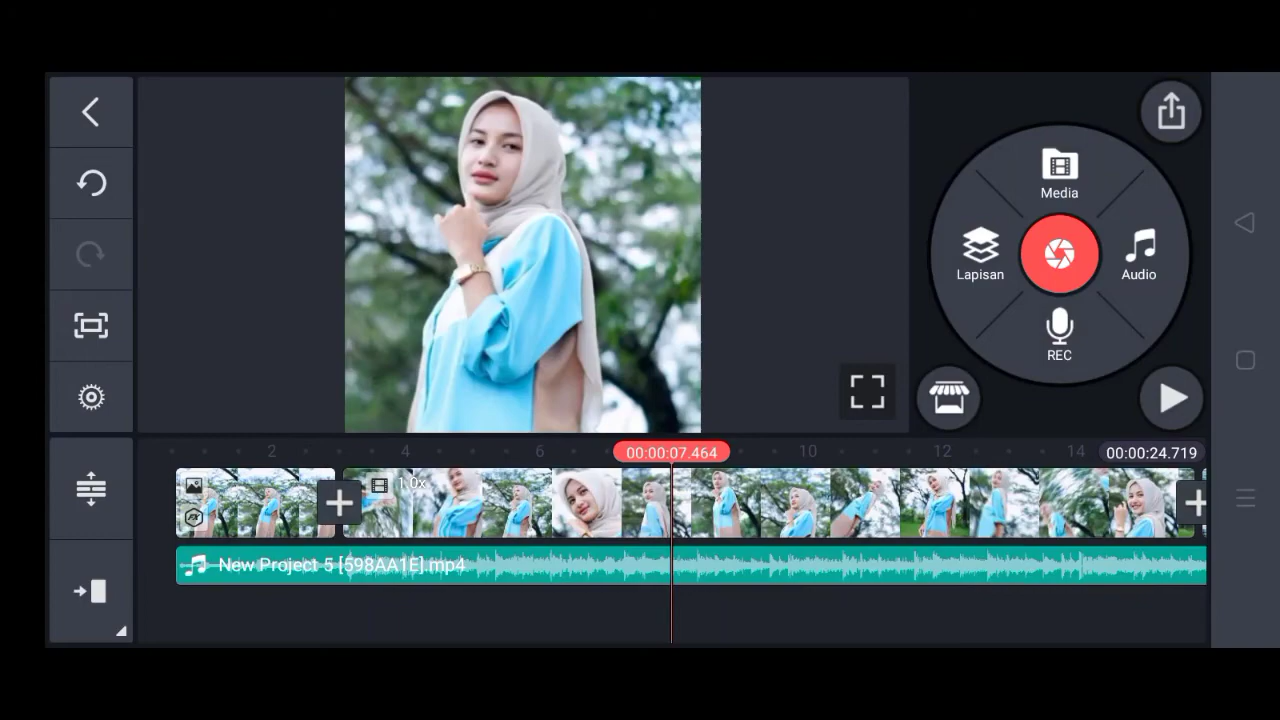 Media
Lapisan
Audio
REC
2
4
6
00:00:07.464
10
12
14
00:00:24.719
1.0x
New Project 5 [598AA1E].mp4